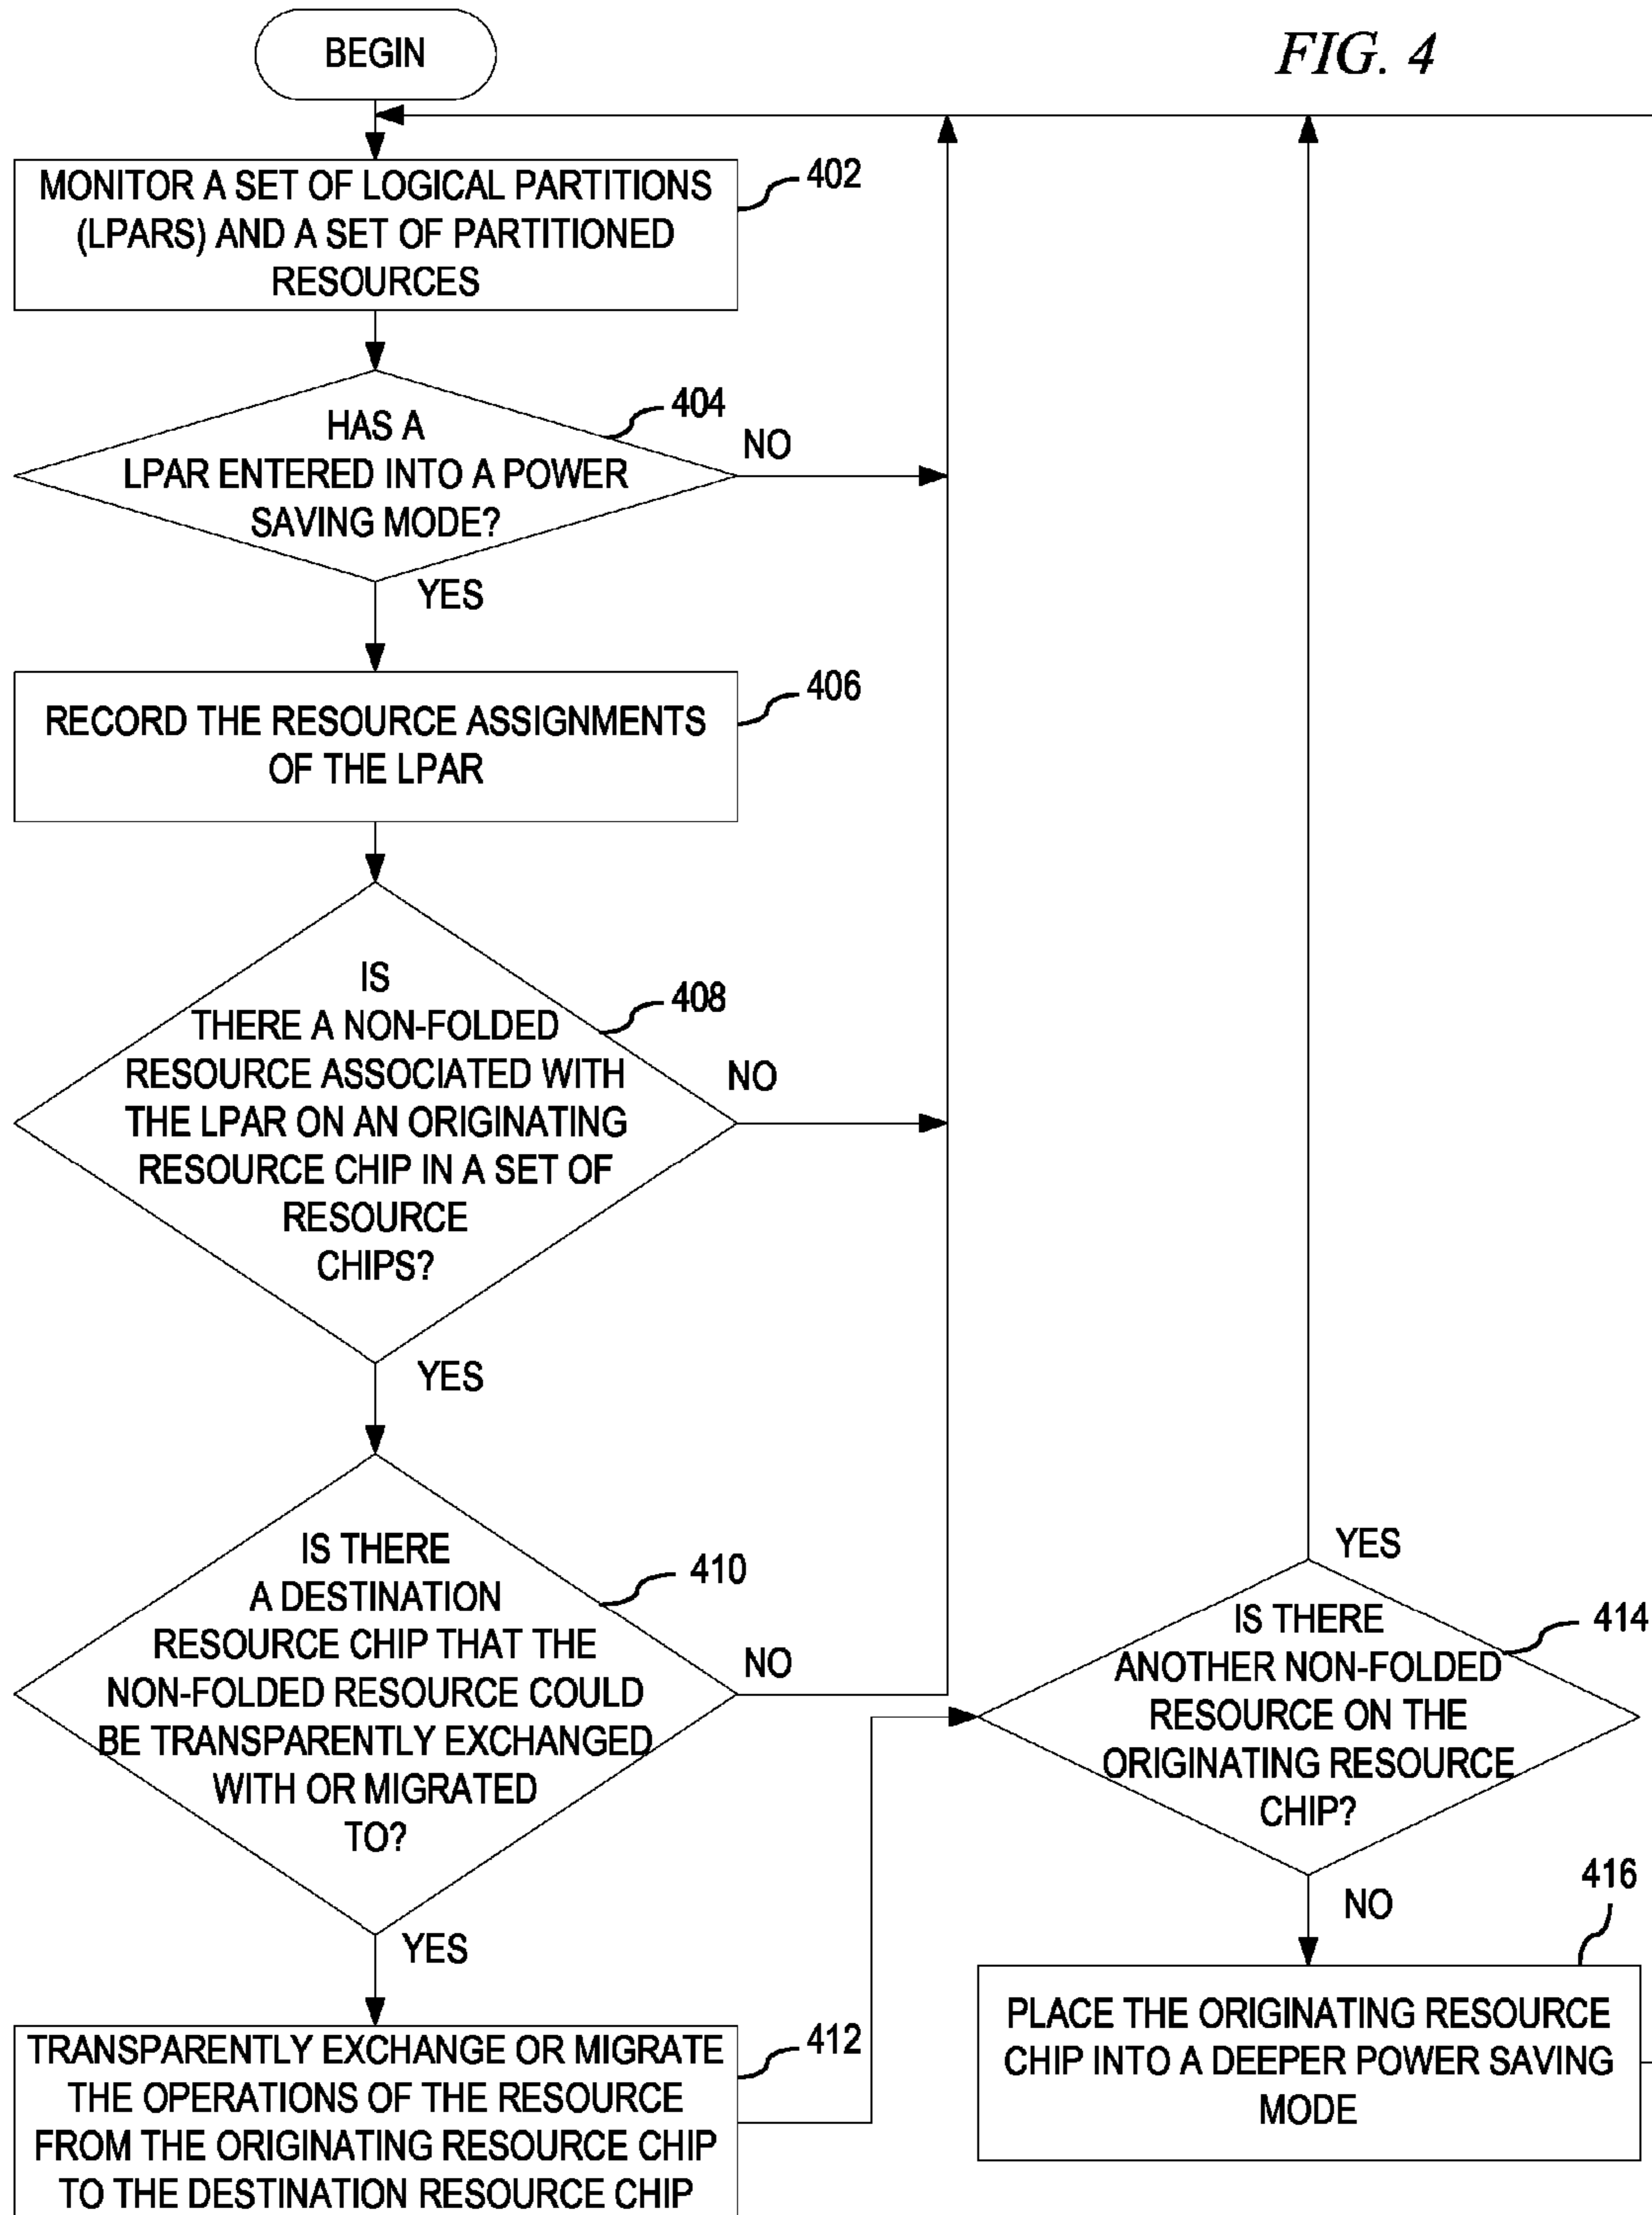 BEGIN
FIG. 4
MONITOR A SET OF LOGICAL PARTITIONS
(LPARS) AND A SET OF PARTITIONED
RESOURCES
402
HAS A
LPAR ENTERED INTO A POWER
SAVING MODE?
404
NO
YES
RECORD THE RESOURCE ASSIGNMENTS
OF THE LPAR
406
IS
THERE A NON-FOLDED
RESOURCE ASSOCIATED WITH
THE LPAR ON AN ORIGINATING
RESOURCE CHIP IN A SET OF
RESOURCE
CHIPS?
408
NO
YES
IS THERE
A DESTINATION
RESOURCE CHIP THAT THE
NON-FOLDED RESOURCE COULD
BE TRANSPARENTLY EXCHANGED
WITH OR MIGRATED
TO?
410
NO
YES
TRANSPARENTLY EXCHANGE OR MIGRATE
THE OPERATIONS OF THE RESOURCE
FROM THE ORIGINATING RESOURCE CHIP
TO THE DESTINATION RESOURCE CHIP
412
YES
IS THERE
ANOTHER NON-FOLDED
RESOURCE ON THE
ORIGINATING RESOURCE
CHIP?
414
NO
416
PLACE THE ORIGINATING RESOURCE
CHIP INTO A DEEPER POWER SAVING
MODE